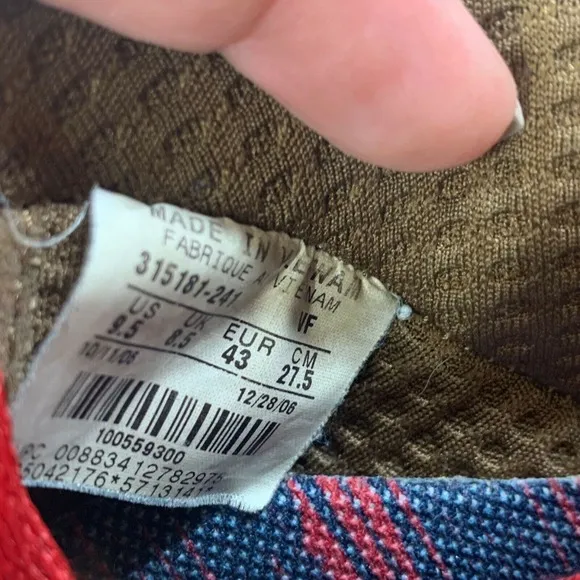 MADE IN VIETNAM
FABRIQUE AU VIETNAM
315181-241 VF
US UK EUR CM
9.5 8.5 43 27.5
10/11/06 12/28/06
100559300
00883412782975